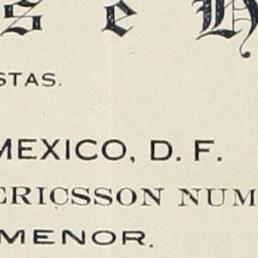 s e H
STAS.
MEXICO, D. F.
ERICSSON NUM
MENOR.